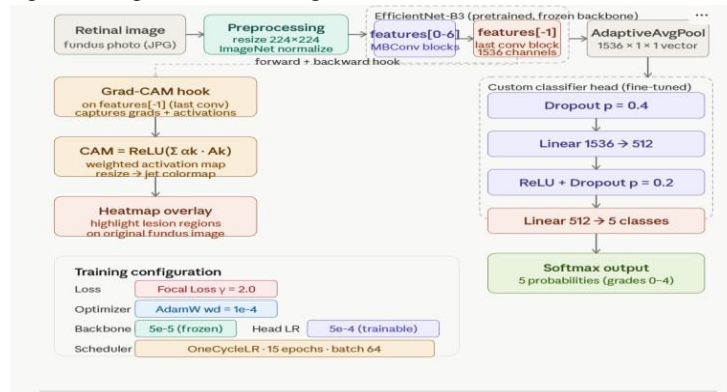 EfficientNet-B3 (pretrained, frozen backbone)
Retinal image
fundus photo (JPG)
Preprocessing
resize 224×224
ImageNet normalize
features[0-6]
MBConv blocks
features[-1]
last conv block
1536 channels
AdaptiveAvgPool
1536 × 1 × 1 vector
forward + backward hook
Grad-CAM hook
on features[-1] (last conv)
captures grads + activations
CAM = ReLU(Σ αk · Ak)
weighted activation map
resize → jet colormap
Heatmap overlay
highlight lesion regions
on original fundus image
Custom classifier head (fine-tuned)
Dropout p = 0.4
Linear 1536 → 512
ReLU + Dropout p = 0.2
Linear 512 → 5 classes
Softmax output
5 probabilities (grades 0–4)
Training configuration
Loss Focal Loss γ = 2.0
Optimizer AdamW wd = 1e-4
Backbone 5e-5 (frozen) Head LR 5e-4 (trainable)
Scheduler OneCycleLR · 15 epochs · batch 64